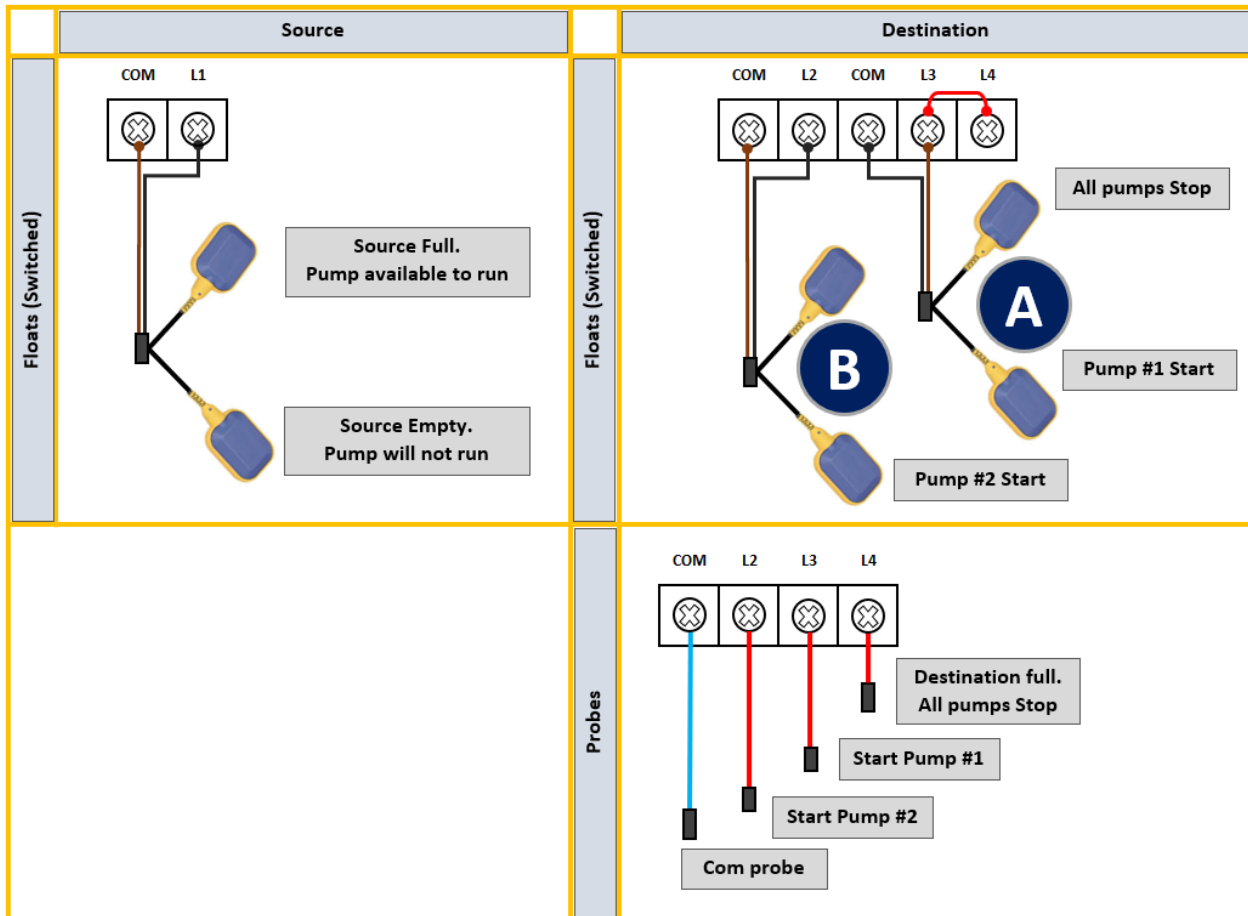 Source
Destination
Floats (Switched)
COM L1
Source Full.
Pump available to run
Source Empty.
Pump will not run
Floats (Switched)
COM L2 COM L3 L4
All pumps Stop
A
Pump #1 Start
B
Pump #2 Start
Probes
COM L2 L3 L4
Destination full.
All pumps Stop
Start Pump #1
Start Pump #2
Com probe